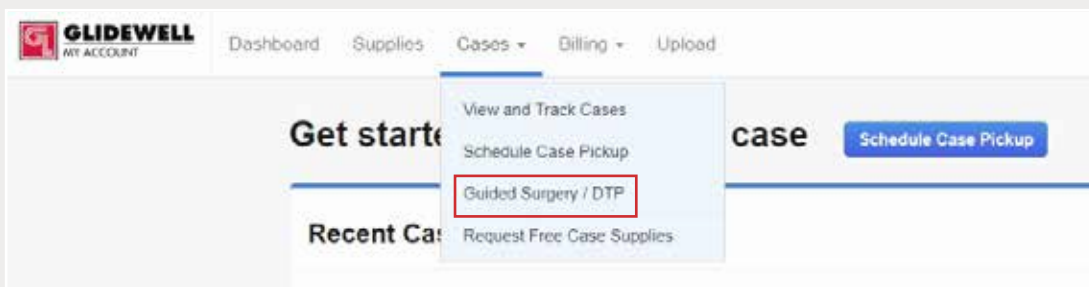 GLIDEWELL
MY ACCOUNT
Dashboard Supplies Cases Billing Upload
View and Track Cases
Get starte case Schedule Case Pickup
Schedule Case Pickup
Guided Surgery / DTP
Recent Cas
Request Free Case Supplies